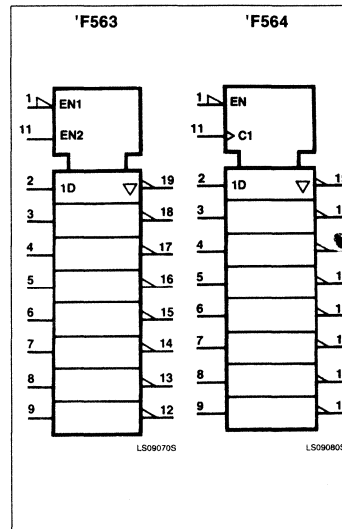 'F563
'F564
1 EN1
11 EN2
2 1D 19
3 18
4 17
5 16
6 15
7 14
8 13
9 12
LS09070S
1 EN
11 C1
2 1D
3
4
5
6
7
8
9
LS09080S